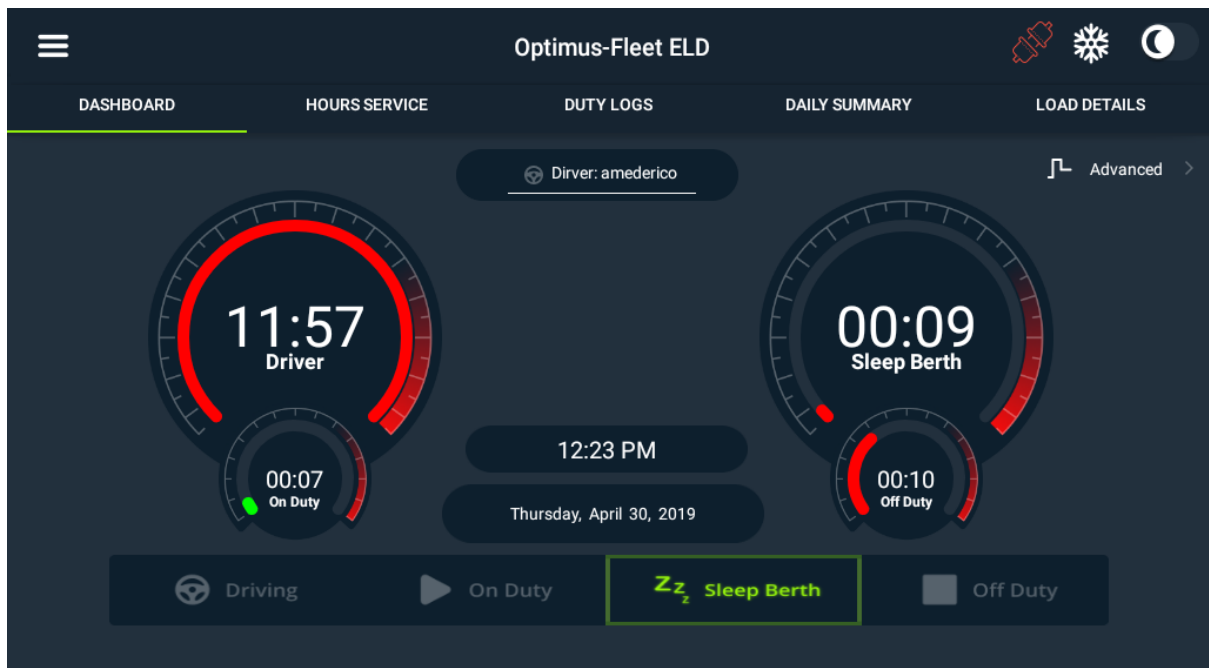 Optimus-Fleet ELD
DASHBOARD HOURS SERVICE DUTY LOGS DAILY SUMMARY LOAD DETAILS
Dirver: amederico
Advanced
11:57
Driver
00:09
Sleep Berth
12:23 PM
00:07
On Duty
00:10
Off Duty
Thursday, April 30, 2019
Driving On Duty Zzz Sleep Berth Off Duty